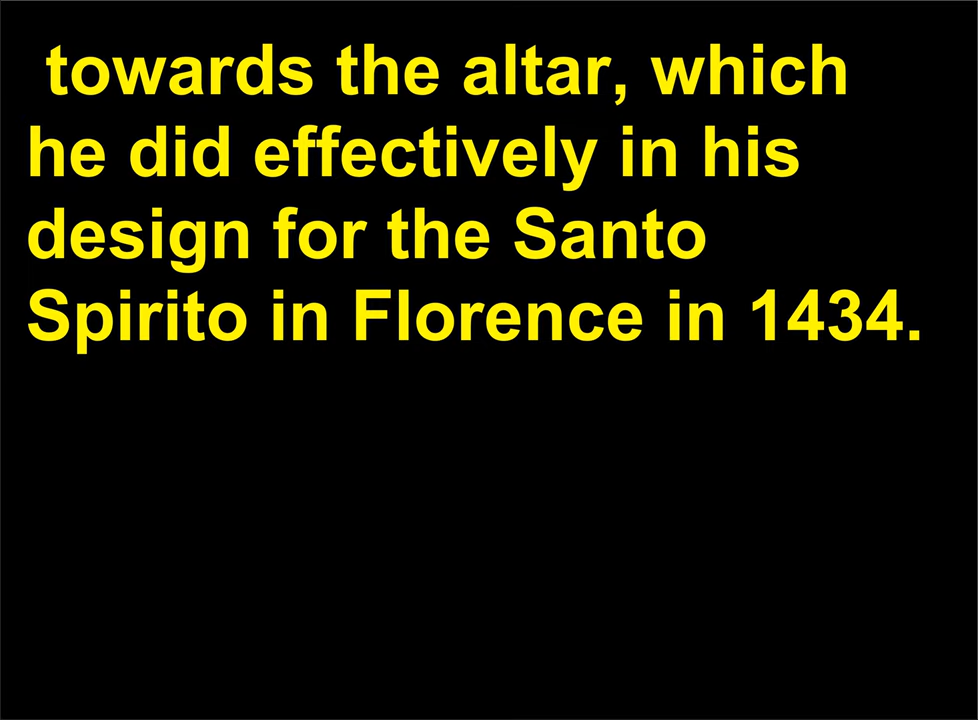 towards the altar, which
he did effectively in his
design for the Santo
Spirito in Florence in 1434.